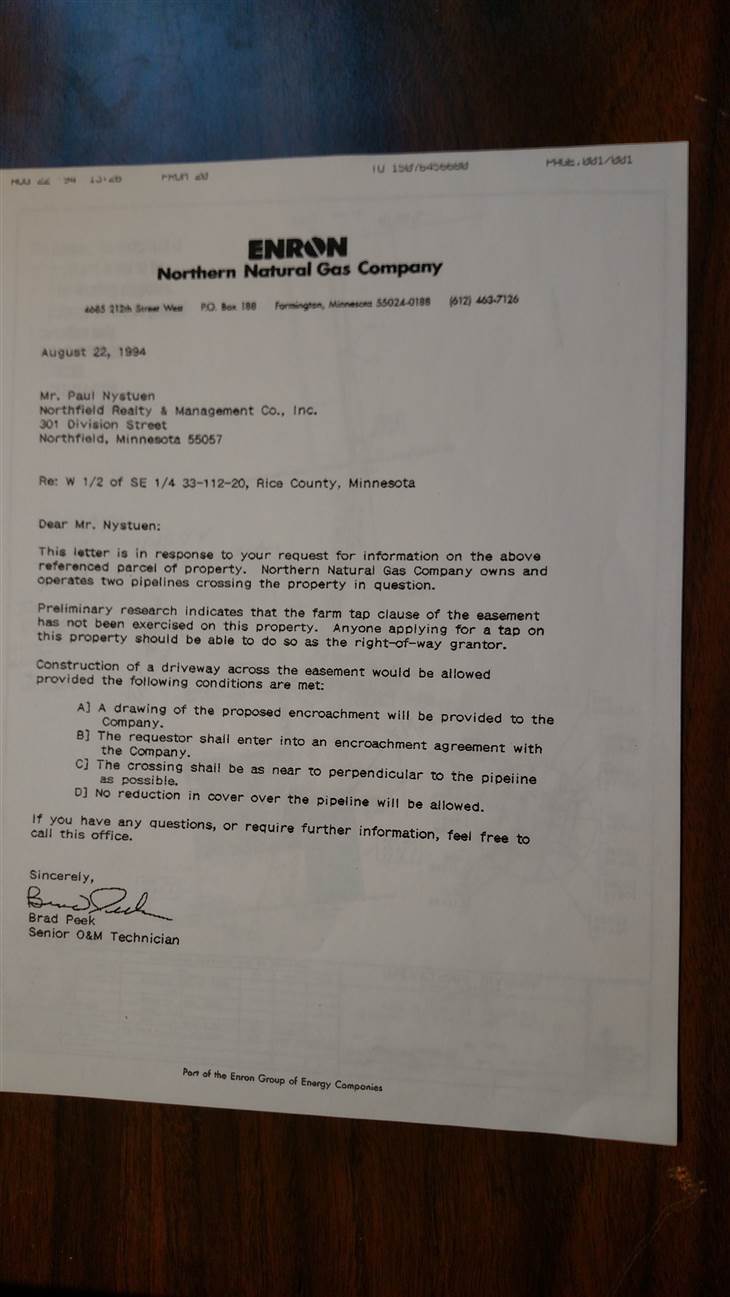 ENRON
Northern Natural Gas Company
4685 212th Street West P.O. Box 188 Farmington, Minnesota 55024-0188 (612) 463-7126
August 22, 1994
Mr. Paul Nystuen
Northfield Realty & Management Co., Inc.
301 Division Street
Northfield, Minnesota 55057
Re: W 1/2 of SE 1/4 33-112-20, Rice County, Minnesota
Dear Mr. Nystuen:
This letter is in response to your request for information on the above
referenced parcel of property. Northern Natural Gas Company owns and
operates two pipelines crossing the property in question.
Preliminary research indicates that the farm tap clause of the easement
has not been exercised on this property. Anyone applying for a tap on
this property should be able to do so as the right-of-way grantor.
Construction of a driveway across the easement would be allowed
provided the following conditions are met:
A] A drawing of the proposed encroachment will be provided to the
Company.
B] The requestor shall enter into an encroachment agreement with
the Company.
C] The crossing shall be as near to perpendicular to the pipeline
as possible.
D] No reduction in cover over the pipeline will be allowed.
If you have any questions, or require further information, feel free to
call this office.
Sincerely,
Brad Peek
Brad Peek
Senior O&M Technician
Part of the Enron Group of Energy Companies